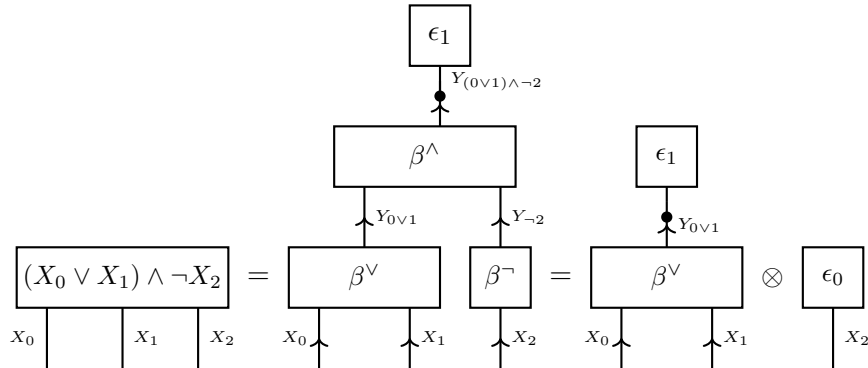 ϵ₁
Y₍₀∨₁₎∧¬₂
β^∧
ϵ₁
Y₀∨₁ Y¬₂ Y₀∨₁
(X₀ ∨ X₁) ∧ ¬X₂ = β^∨ β^¬ = β^∨ ⊗ ϵ₀
X₀ X₁ X₂ X₀ X₁ X₂ X₀ X₁ X₂